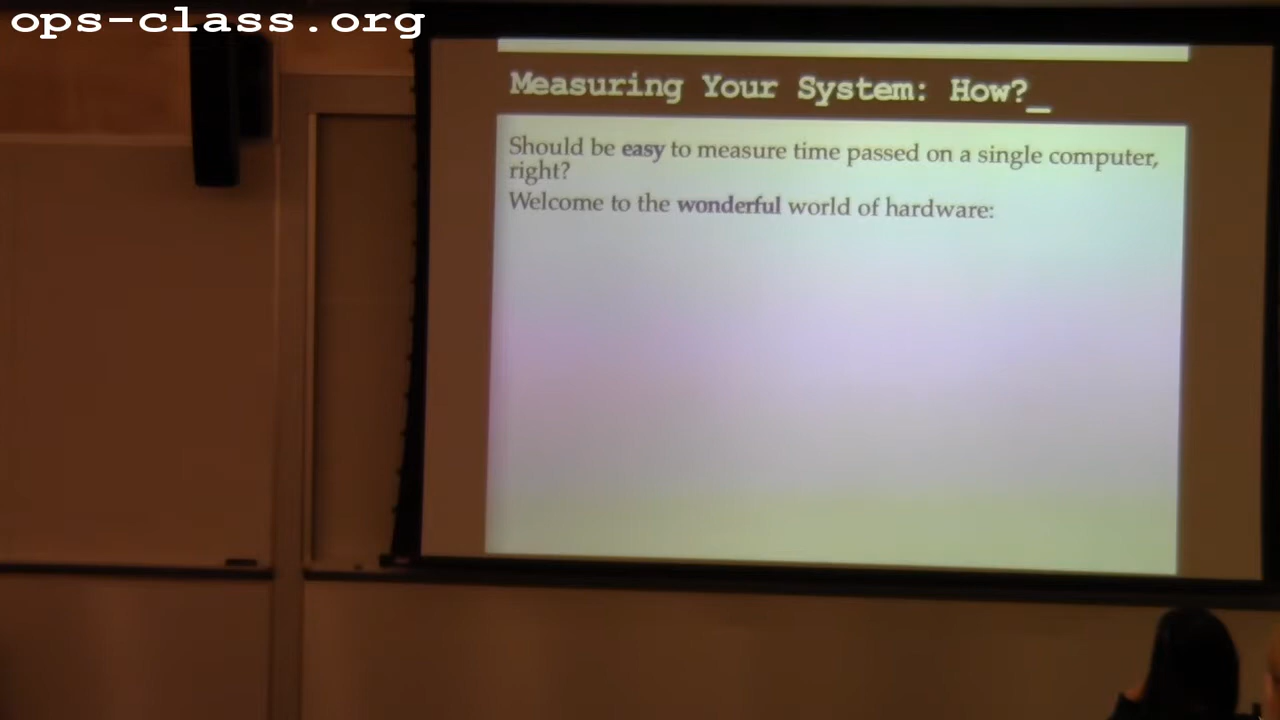 ops-class.org
Measuring Your System: How?_
Should be easy to measure time passed on a single computer,
right?
Welcome to the wonderful world of hardware: